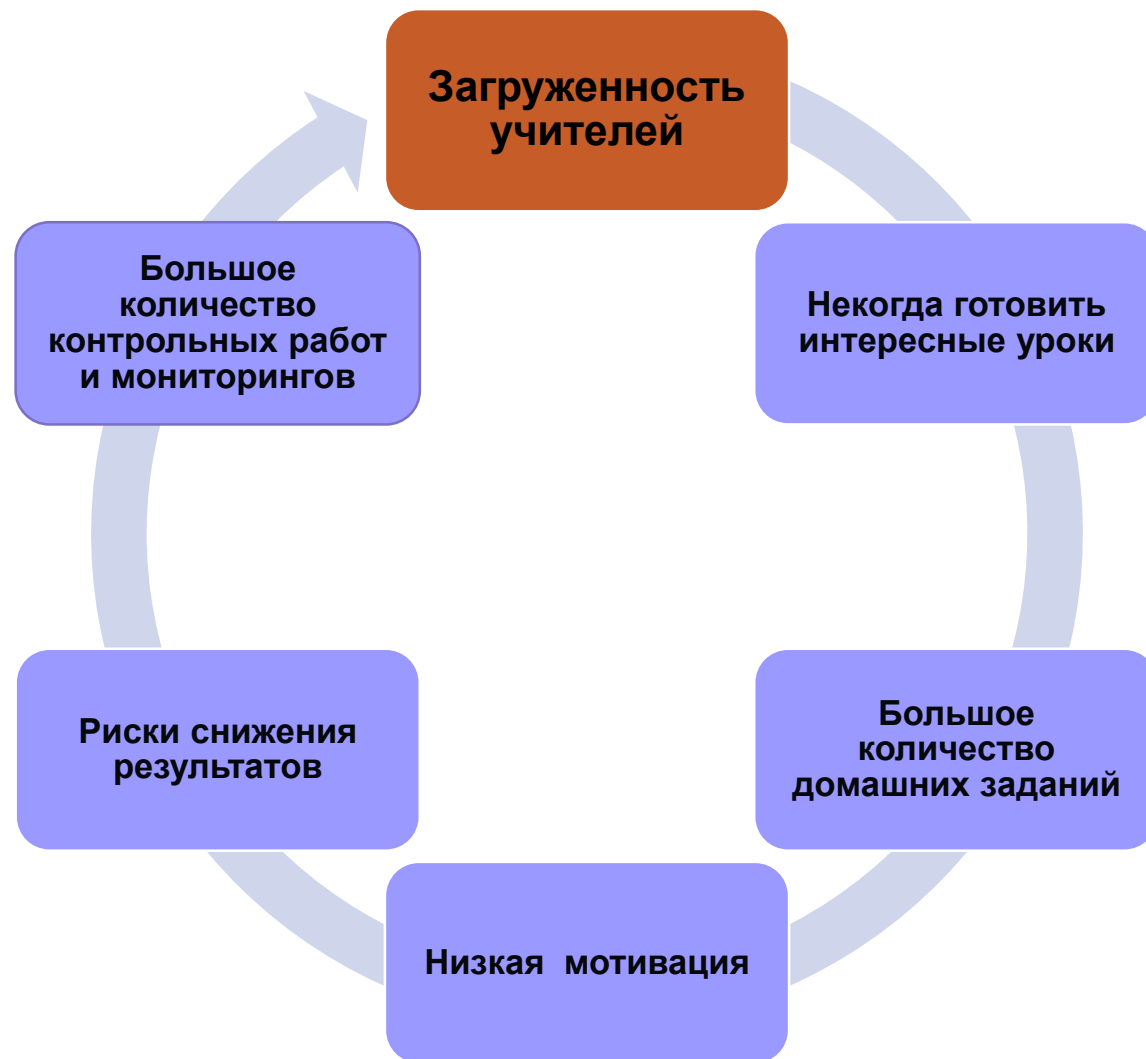 Загруженность
учителей
Некогда готовить
интересные уроки
Большое
количество
домашних заданий
Низкая мотивация
Риски снижения
результатов
Большое
количество
контрольных работ
и мониторингов